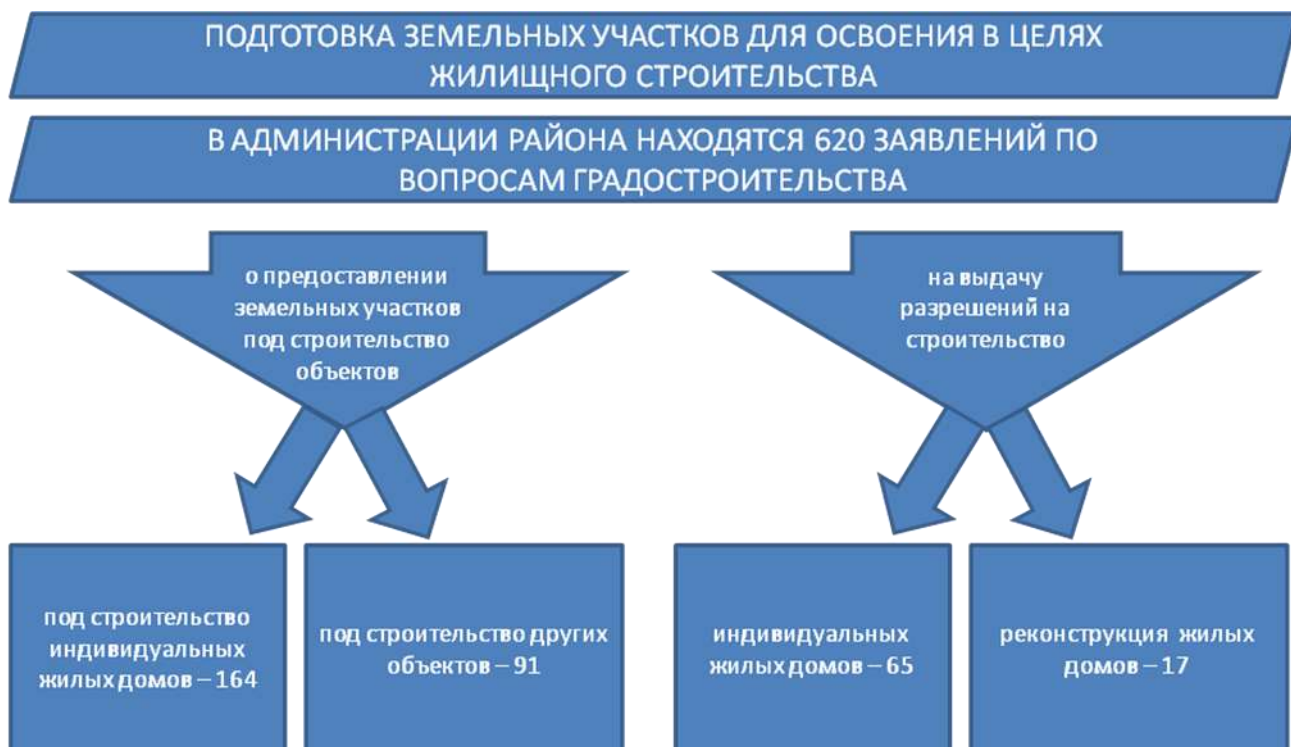 ПОДГОТОВКА ЗЕМЕЛЬНЫХ УЧАСТКОВ ДЛЯ ОСВОЕНИЯ В ЦЕЛЯХ
ЖИЛИЩНОГО СТРОИТЕЛЬСТВА
В АДМИНИСТРАЦИИ РАЙОНА НАХОДЯТСЯ 620 ЗАЯВЛЕНИЙ ПО
ВОПРОСАМ ГРАДОСТРОИТЕЛЬСТВА
о предоставлении
земельных участков
под строительство
объектов
на выдачу
разрешений на
строительство
под строительство
индивидуальных
жилых домов – 164
под строительство других
объектов – 91
индивидуальных
жилых домов – 65
реконструкция жилых
домов – 17